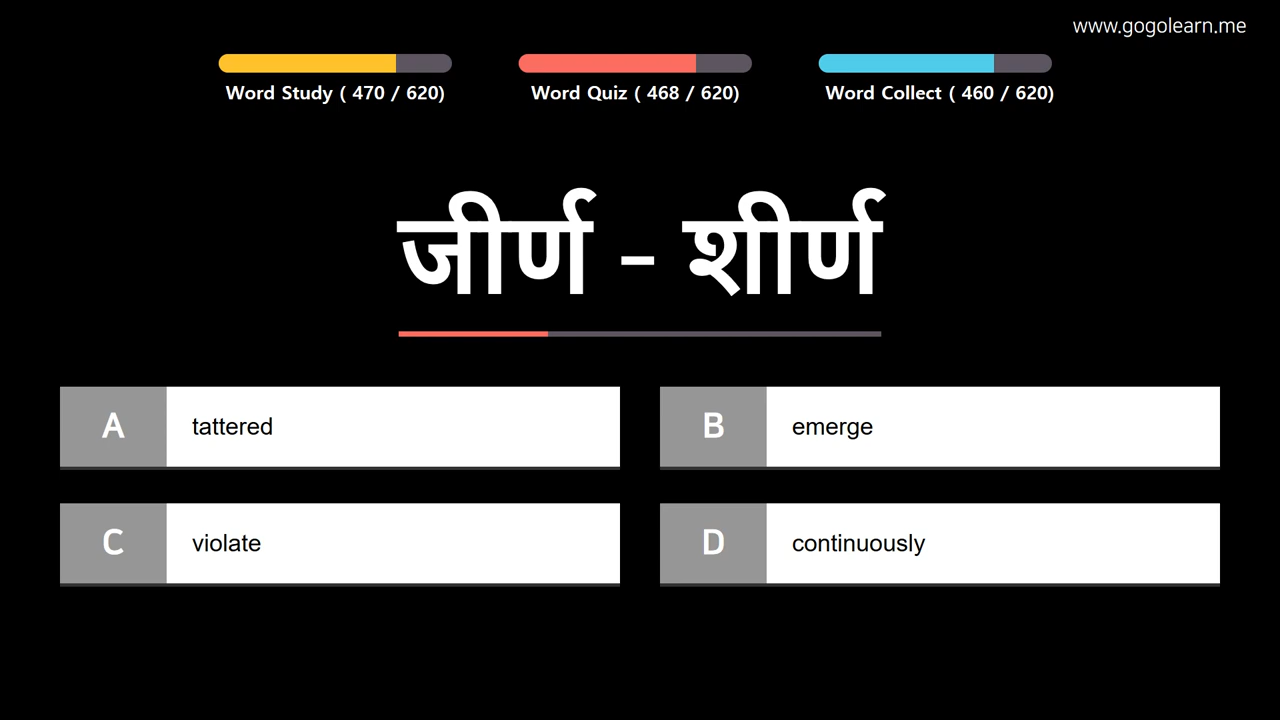 www.gogolearn.me
Word Study ( 470 / 620)
Word Quiz ( 468 / 620)
Word Collect ( 460 / 620)
जीर्ण - शीर्ण
A tattered
B emerge
C violate
D continuously